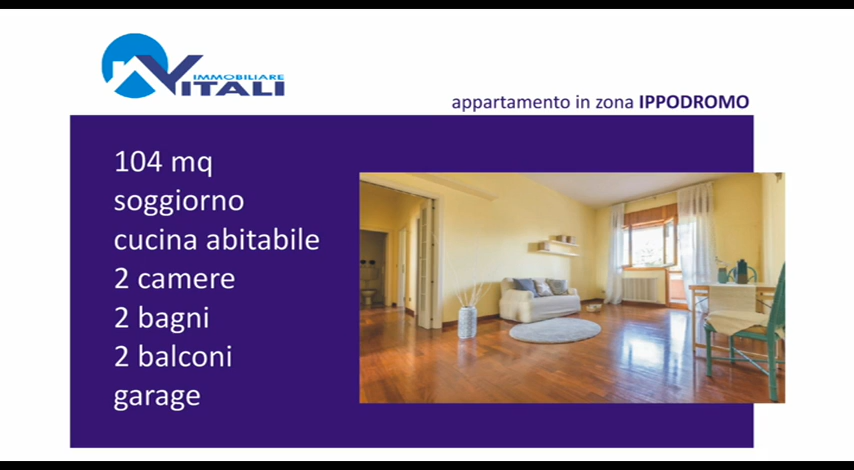 IMMOBILIARE
VITALI
appartamento in zona IPPODROMO
104 mq
soggiorno
cucina abitabile
2 camere
2 bagni
2 balconi
garage